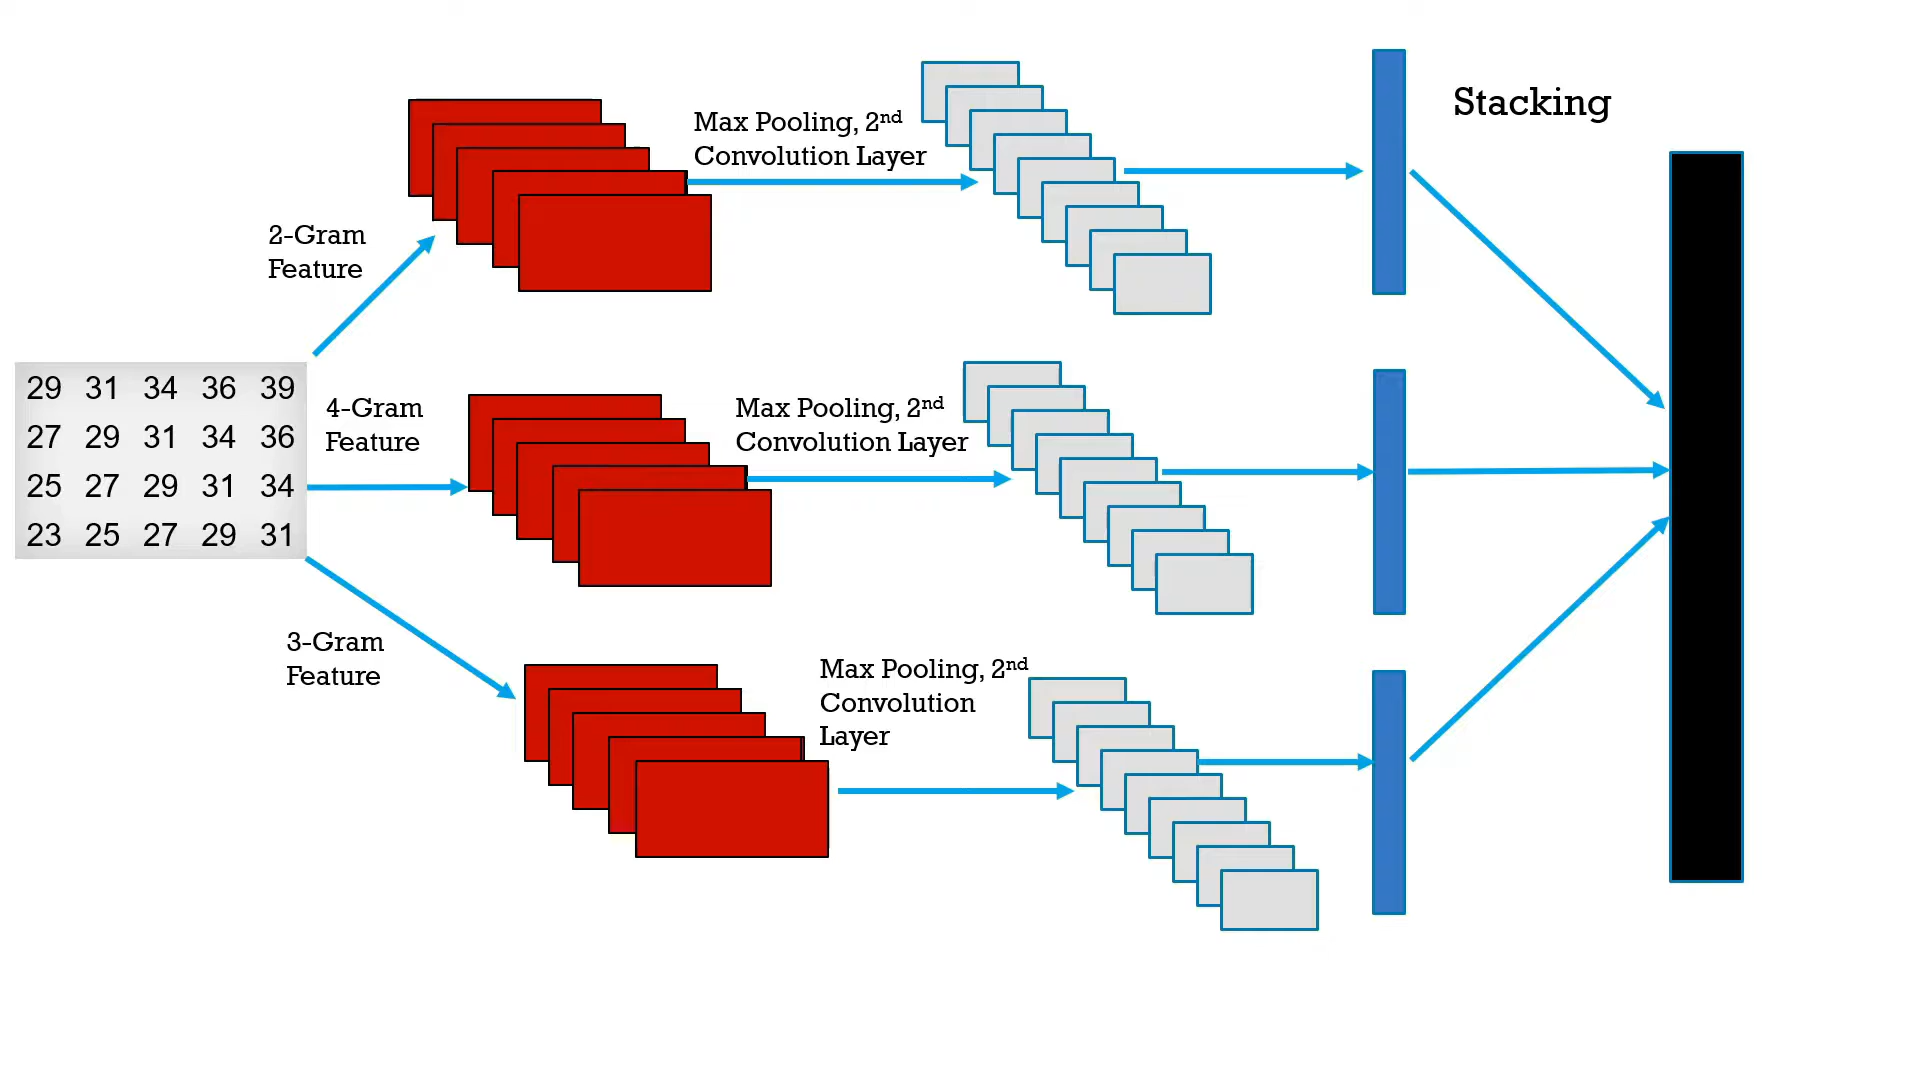 Stacking
Max Pooling, 2nd
Convolution Layer
2-Gram
Feature
29 31 34 36 39
27 29 31 34 36
25 27 29 31 34
23 25 27 29 31
4-Gram
Feature
Max Pooling, 2nd
Convolution Layer
3-Gram
Feature
Max Pooling, 2nd
Convolution
Layer